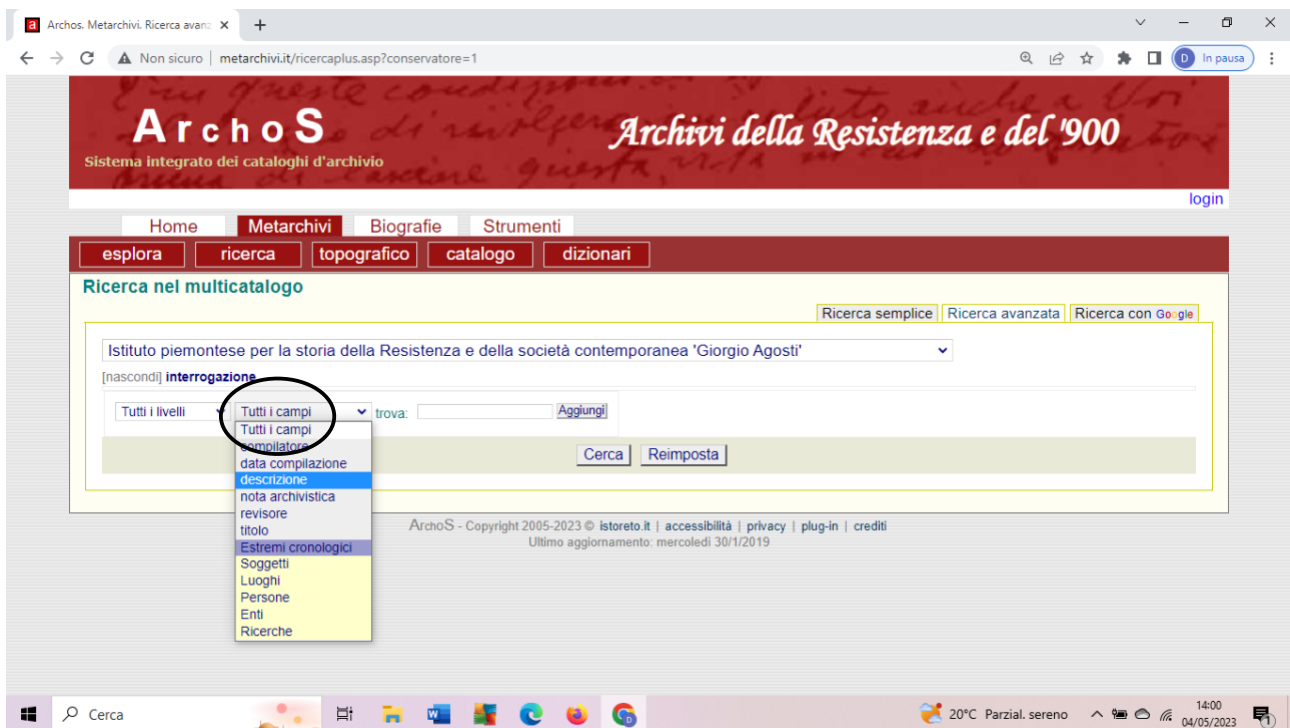 Archos. Metarchivi. Ricerca avanz
Non sicuro | metarchivi.it/ricercaplus.asp?conservatore=1
D In pausa
ArchoS
Archivi della Resistenza e del '900
Sistema integrato dei cataloghi d'archivio
login
Home Metarchivi Biografie Strumenti
esplora ricerca topografico catalogo dizionari
Ricerca nel multicatalogo
Ricerca semplice Ricerca avanzata Ricerca con Google
Istituto piemontese per la storia della Resistenza e della società contemporanea 'Giorgio Agosti'
[nascondi] interrogazione
Tutti i livelli Tutti i campi trova: Aggiungi
Tutti i campi
compilatore
data compilazione
descrizione
nota archivistica
revisore
titolo
Estremi cronologici
Soggetti
Luoghi
Persone
Enti
Ricerche
Cerca Reimposta
ArchoS - Copyright 2005-2023 © istoreto.it | accessibilità | privacy | plug-in | crediti
Ultimo aggiornamento: mercoledì 30/1/2019
Cerca
20°C Parzial. sereno
14:00
04/05/2023